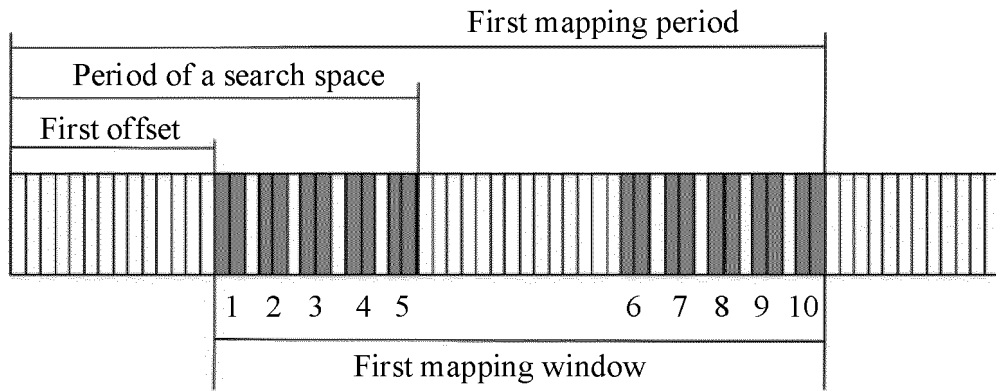 First mapping period
Period of a search space
First offset
1 2 3 4 5 6 7 8 9 10
First mapping window